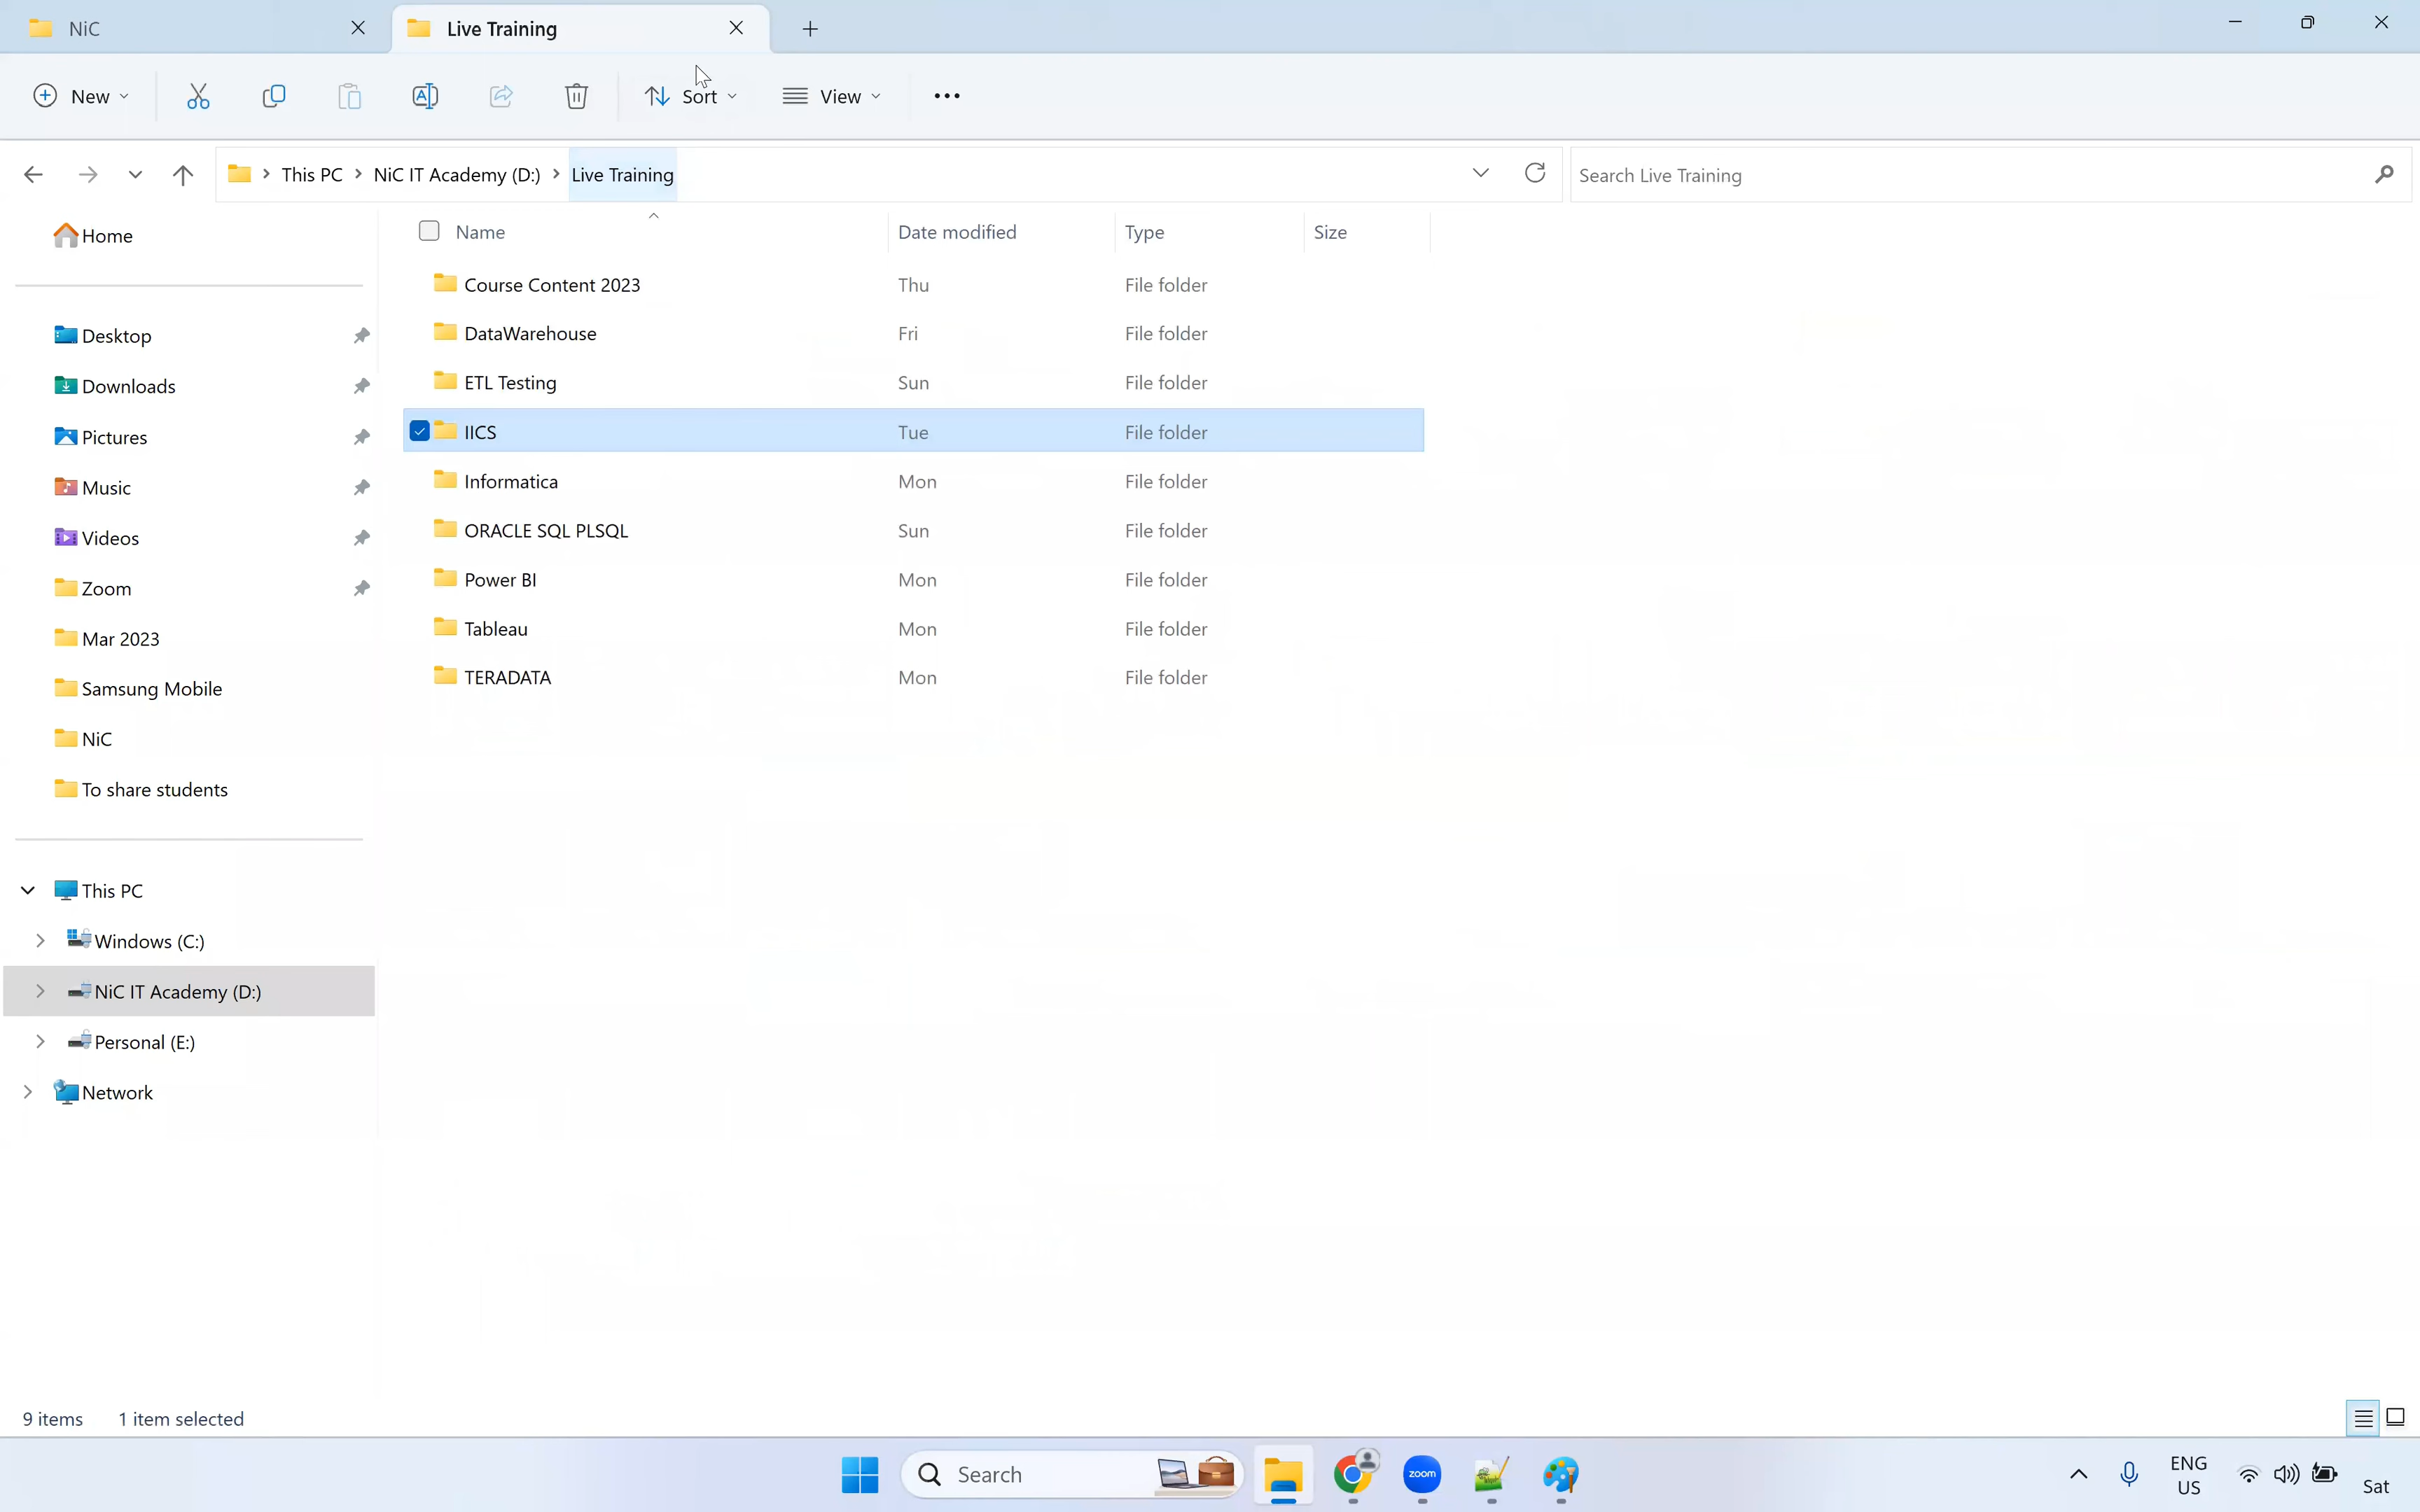 NiC
Live Training
New
Sort
View
This PC
NiC IT Academy (D:)
Live Training
Search Live Training
Name
Date modified
Type
Size
Course Content 2023
Thu
File folder
DataWarehouse
Fri
File folder
ETL Testing
Sun
File folder
IICS
Tue
File folder
Informatica
Mon
File folder
ORACLE SQL PLSQL
Sun
File folder
Power BI
Mon
File folder
Tableau
Mon
File folder
TERADATA
Mon
File folder
Home
Desktop
Downloads
Pictures
Music
Videos
Zoom
Mar 2023
Samsung Mobile
NiC
To share students
This PC
Windows (C:)
NiC IT Academy (D:)
Personal (E:)
Network
9 items
1 item selected
Search
zoom
ENG
US
Sat